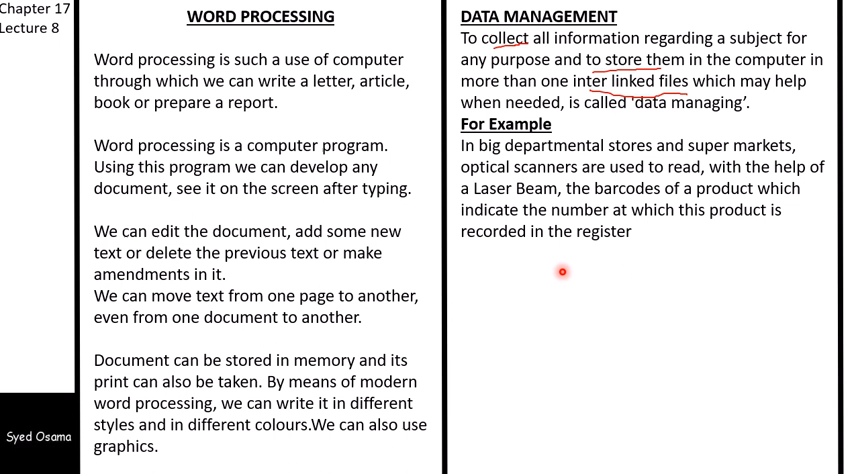 Chapter 17
Lecture 8
WORD PROCESSING
Word processing is such a use of computer
through which we can write a letter, article,
book or prepare a report.
Word processing is a computer program.
Using this program we can develop any
document, see it on the screen after typing.
We can edit the document, add some new
text or delete the previous text or make
amendments in it.
We can move text from one page to another,
even from one document to another.
Document can be stored in memory and its
print can also be taken. By means of modern
word processing, we can write it in different
styles and in different colours.We can also use
graphics.
DATA MANAGEMENT
To collect all information regarding a subject for
any purpose and to store them in the computer in
more than one inter linked files which may help
when needed, is called ‘data managing’.
For Example
In big departmental stores and super markets,
optical scanners are used to read, with the help of
a Laser Beam, the barcodes of a product which
indicate the number at which this product is
recorded in the register
Syed Osama